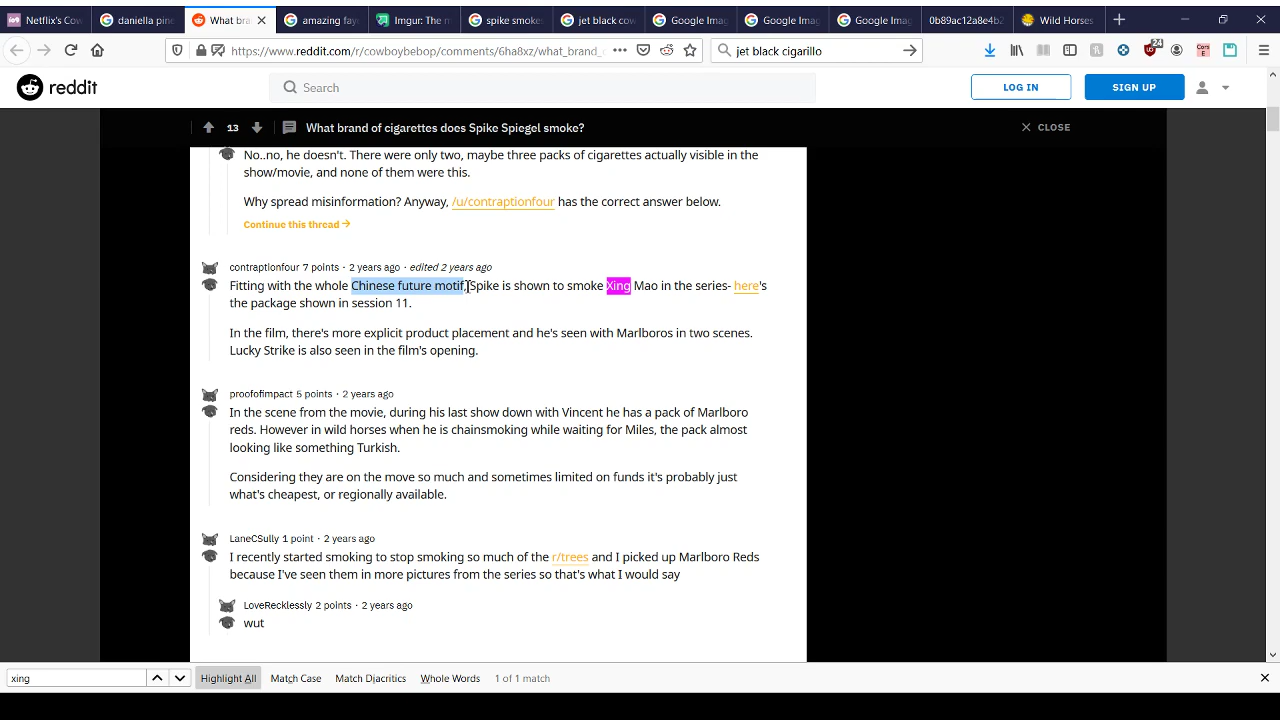 Netflix's Cow
daniella pine
What bran
amazing fay
Imgur: The m
spike smoke
jet black cow
Google Imag
Google Imag
Google Imag
0b89ac12a8e4b2
Wild Horses
https://www.reddit.com/r/cowboybebop/comments/6ha8xz/what_brand_
jet black cigarillo
24
reddit
Search
LOG IN
SIGN UP
13
What brand of cigarettes does Spike Spiegel smoke?
CLOSE
No..no, he doesn't. There were only two, maybe three packs of cigarettes actually visible in the
show/movie, and none of them were this.
Why spread misinformation? Anyway, /u/contraptionfour has the correct answer below.
Continue this thread →
contraptionfour 7 points · 2 years ago · edited 2 years ago
Fitting with the whole Chinese future motif, Spike is shown to smoke Xing Mao in the series- here's
the package shown in session 11.
In the film, there's more explicit product placement and he's seen with Marlboros in two scenes.
Lucky Strike is also seen in the film's opening.
proofofimpact 5 points · 2 years ago
In the scene from the movie, during his last show down with Vincent he has a pack of Marlboro
reds. However in wild horses when he is chainsmoking while waiting for Miles, the pack almost
looking like something Turkish.
Considering they are on the move so much and sometimes limited on funds it's probably just
what's cheapest, or regionally available.
LaneCSully 1 point · 2 years ago
I recently started smoking to stop smoking so much of the r/trees and I picked up Marlboro Reds
because I've seen them in more pictures from the series so that's what I would say
LoveRecklessly 2 points · 2 years ago
wut
xing
Highlight All
Match Case
Match Diacritics
Whole Words
1 of 1 match